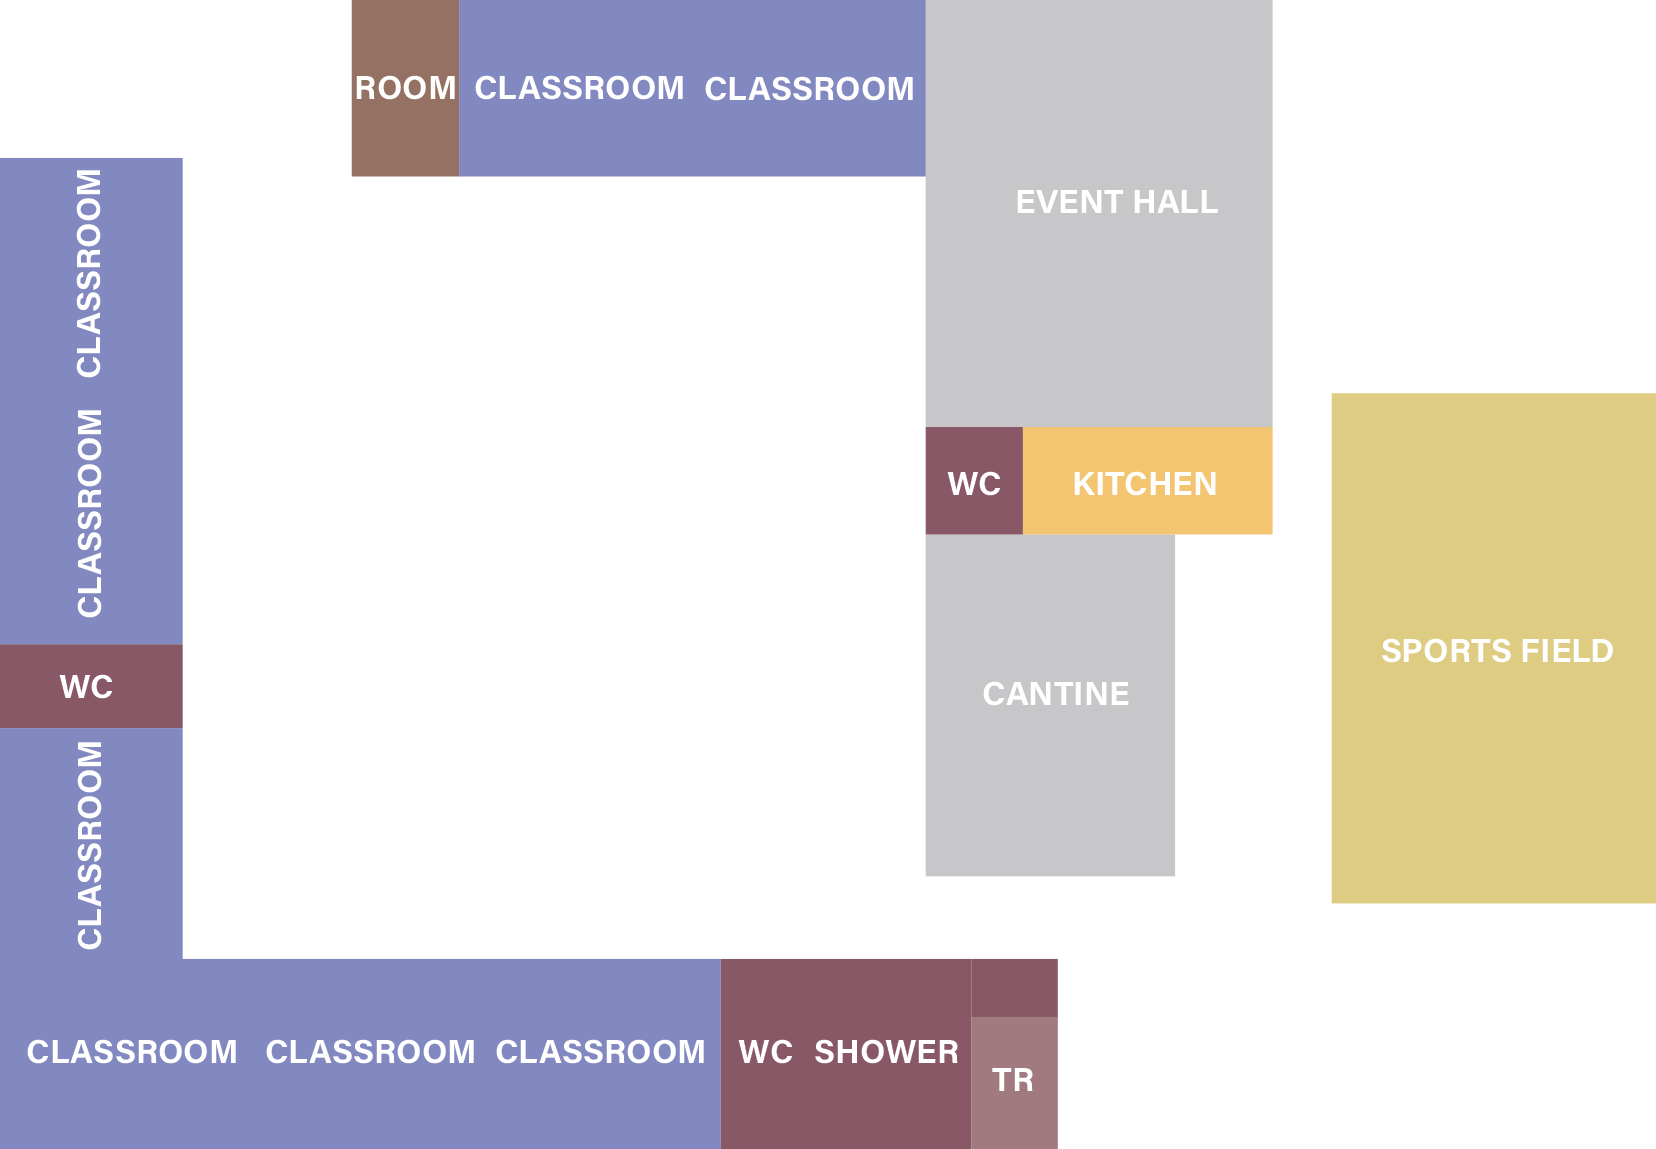 ROOM
CLASSROOM
CLASSROOM
EVENT HALL
CLASSROOM
CLASSROOM
WC
KITCHEN
SPORTS FIELD
WC
CANTINE
CLASSROOM
CLASSROOM
CLASSROOM
CLASSROOM
WC
SHOWER
TR